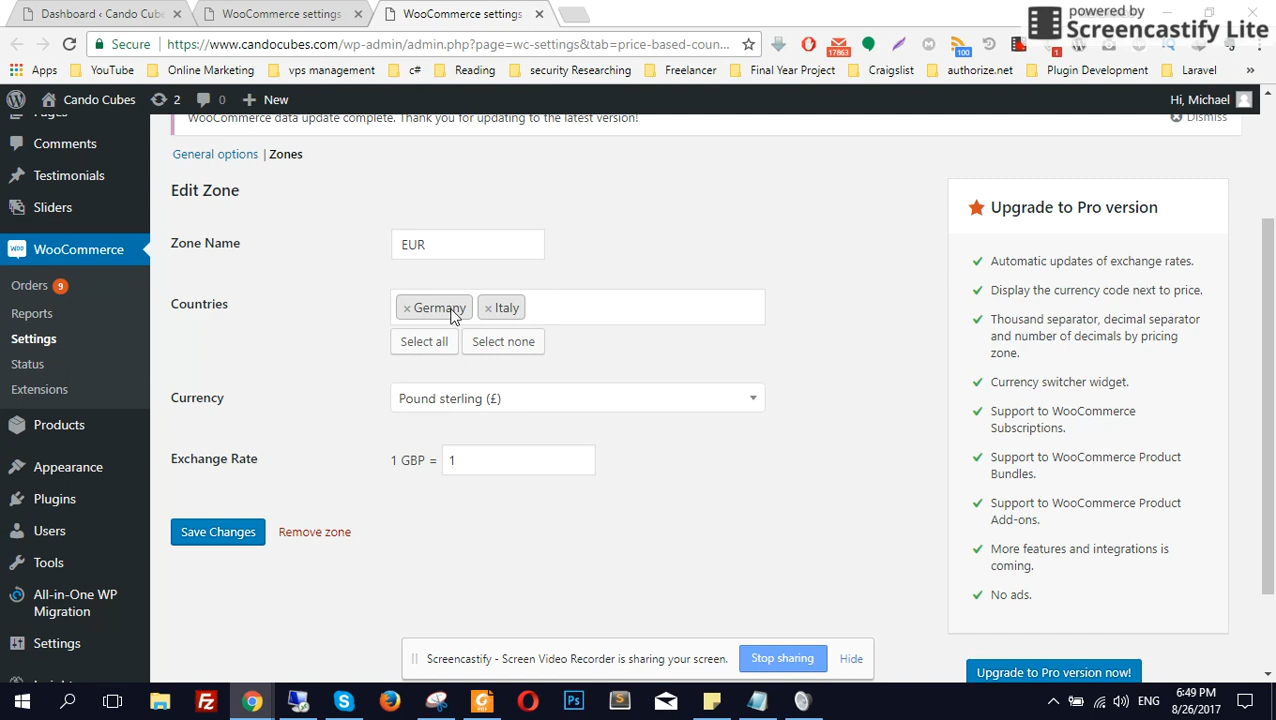 Dashboard ‹ Cando Cube
WooCommerce settings
WooCommerce settings
powered by
Screencastify Lite
Secure
https://www.candocubes.com/wp-admin/admin.php?page=wc-settings&tab=price-based-coun...
17863
100
1
Apps
YouTube
Online Marketing
vps management
c#
Reading
security Researching
Freelancer
Final Year Project
Craigslist
authorize.net
Plugin Development
Laravel
»
Cando Cubes
2
0
New
Hi, Michael
Pages
Comments
Testimonials
Sliders
WooCommerce
Orders 9
Reports
Settings
Status
Extensions
Products
Appearance
Plugins
Users
Tools
All-in-One WP
Migration
Settings
WooCommerce data update complete. Thank you for updating to the latest version!
Dismiss
General options | Zones
Edit Zone
Zone Name
EUR
Countries
× Germany
× Italy
Select all
Select none
Currency
Pound sterling (£)
Exchange Rate
1 GBP =
1
Save Changes
Remove zone
Upgrade to Pro version
Automatic updates of exchange rates.
Display the currency code next to price.
Thousand separator, decimal separator
and number of decimals by pricing
zone.
Currency switcher widget.
Support to WooCommerce
Subscriptions.
Support to WooCommerce Product
Bundles.
Support to WooCommerce Product
Add-ons.
More features and integrations is
coming.
No ads.
Upgrade to Pro version now!
Screencastify - Screen Video Recorder is sharing your screen.
Stop sharing
Hide
ENG
6:49 PM
8/26/2017